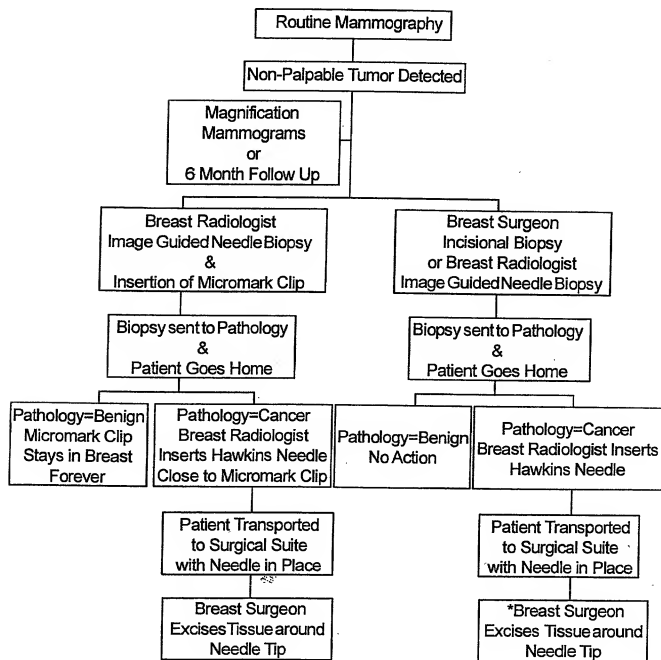 Routine Mammography
Non-Palpable Tumor Detected
Magnification
Mammograms
or
6 Month Follow Up
Breast Radiologist
Image Guided Needle Biopsy
&
Insertion of Micromark Clip
Breast Surgeon
Incisional Biopsy
or Breast Radiologist
Image Guided Needle Biopsy
Biopsy sent to Pathology
&
Patient Goes Home
Biopsy sent to Pathology
&
Patient Goes Home
Pathology=Benign
Micromark Clip
Stays in Breast
Forever
Pathology=Cancer
Breast Radiologist
Inserts Hawkins Needle
Close to Micromark Clip
Pathology=Benign
No Action
Pathology=Cancer
Breast Radiologist Inserts
Hawkins Needle
Patient Transported
to Surgical Suite
with Needle in Place
Patient Transported
to Surgical Suite
with Needle in Place
Breast Surgeon
Excises Tissue around
Needle Tip
*Breast Surgeon
Excises Tissue around
Needle Tip